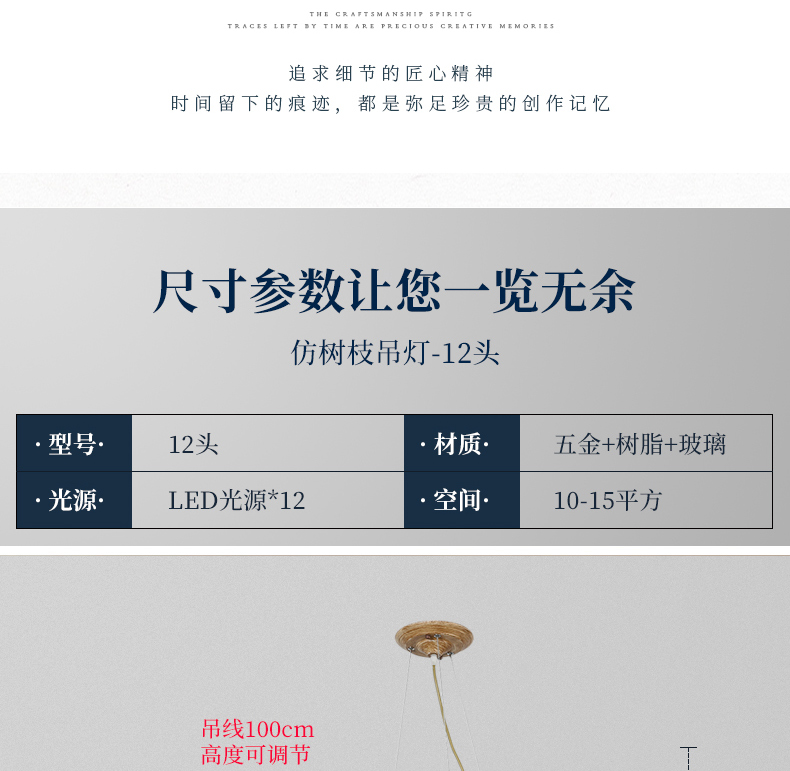 THE CRAFTSMANSHIP SPIRITG
TRACES LEFT BY TIME ARE PRECIOUS CREATIVE MEMORIES
追求细节的匠心精神
时间留下的痕迹，都是弥足珍贵的创作记忆
尺寸参数让您一览无余
仿树枝吊灯-12头
·型号· 12头 ·材质· 五金+树脂+玻璃
·光源· LED光源*12 ·空间· 10-15平方
吊线100cm
高度可调节